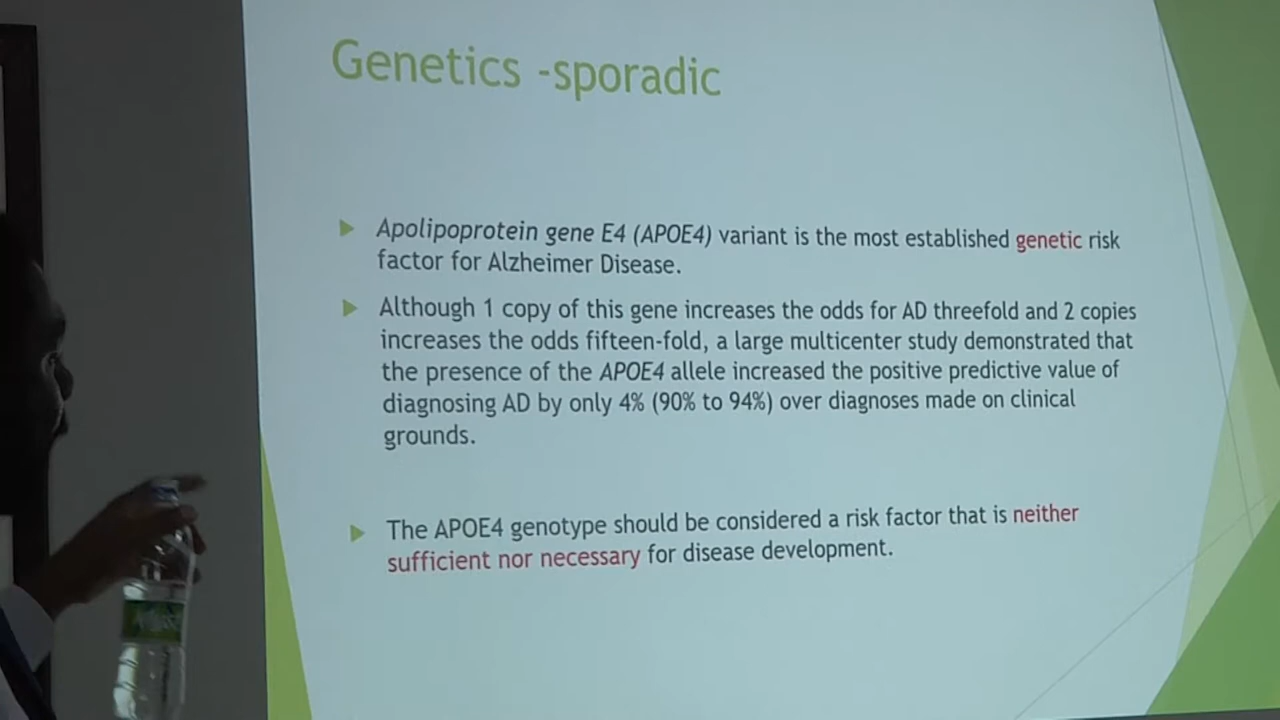 Genetics -sporadic
Apolipoprotein gene E4 (APOE4) variant is the most established genetic risk
factor for Alzheimer Disease.
Although 1 copy of this gene increases the odds for AD threefold and 2 copies
increases the odds fifteen-fold, a large multicenter study demonstrated that
the presence of the APOE4 allele increased the positive predictive value of
diagnosing AD by only 4% (90% to 94%) over diagnoses made on clinical
grounds.
The APOE4 genotype should be considered a risk factor that is neither
sufficient nor necessary for disease development.